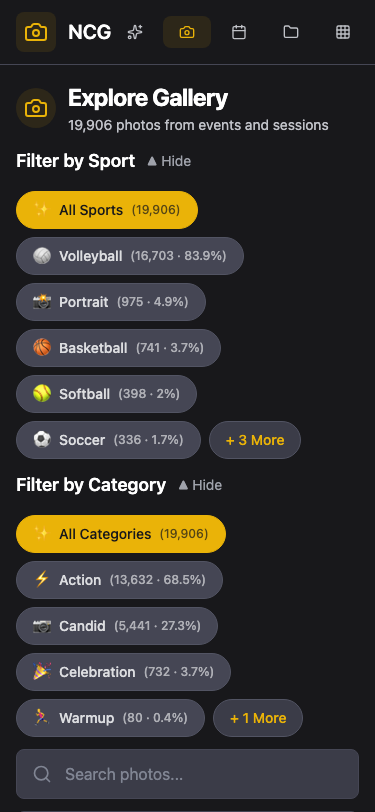 NCG
Explore Gallery
19,906 photos from events and sessions
Filter by Sport ▲ Hide
All Sports (19,906)
Volleyball (16,703 · 83.9%)
Portrait (975 · 4.9%)
Basketball (741 · 3.7%)
Softball (398 · 2%)
Soccer (336 · 1.7%) + 3 More
Filter by Category ▲ Hide
All Categories (19,906)
Action (13,632 · 68.5%)
Candid (5,441 · 27.3%)
Celebration (732 · 3.7%)
Warmup (80 · 0.4%) + 1 More
Search photos...